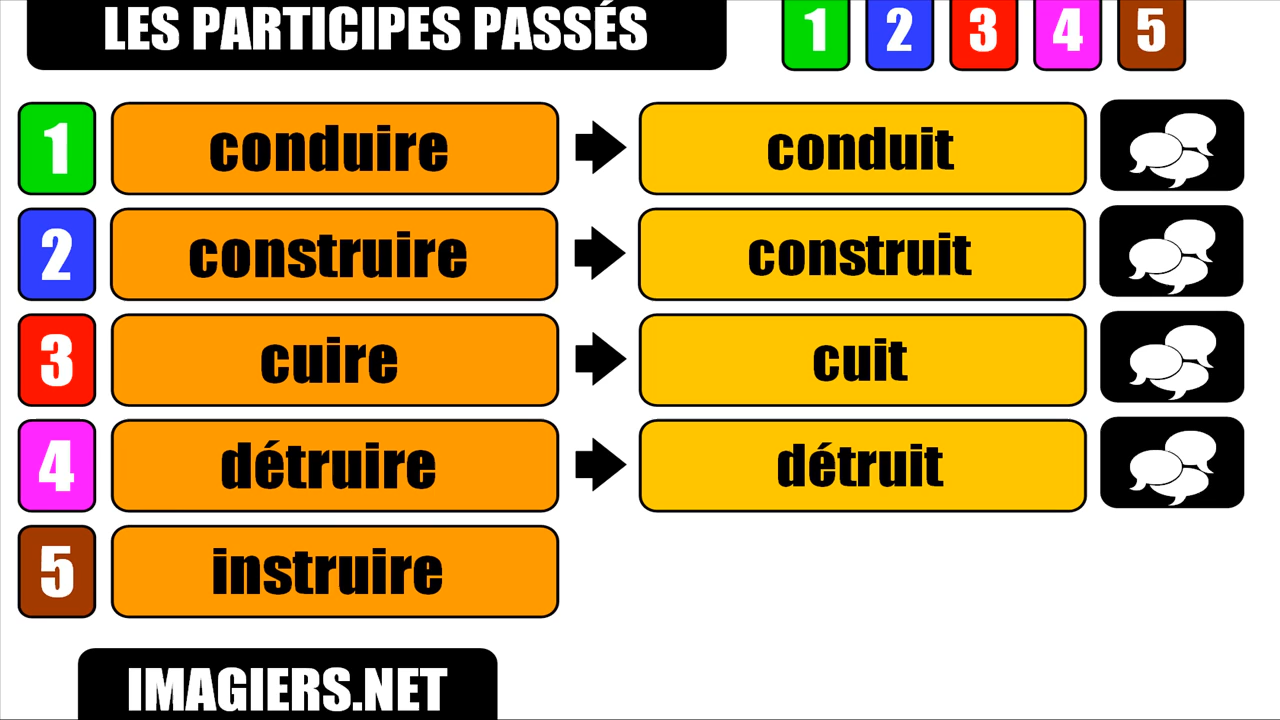 LES PARTICIPES PASSÉS 1 2 3 4 5
1 conduire conduit
2 construire construit
3 cuire cuit
4 détruire détruit
5 instruire
IMAGIERS.NET